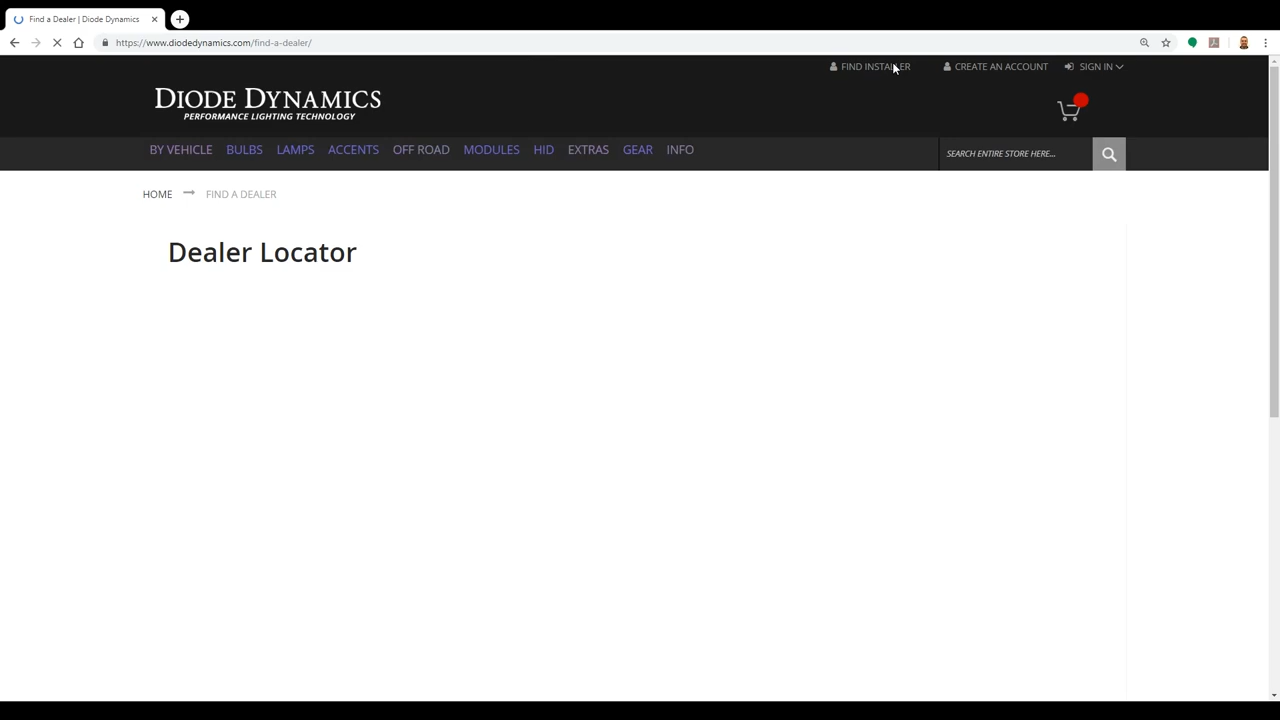 Find a Dealer | Diode Dynamics
https://www.diodedynamics.com/find-a-dealer/
FIND INSTALLER
CREATE AN ACCOUNT
SIGN IN
DIODE DYNAMICS
PERFORMANCE LIGHTING TECHNOLOGY
BY VEHICLE BULBS LAMPS ACCENTS OFF ROAD MODULES HID EXTRAS GEAR INFO
SEARCH ENTIRE STORE HERE...
HOME FIND A DEALER
Dealer Locator